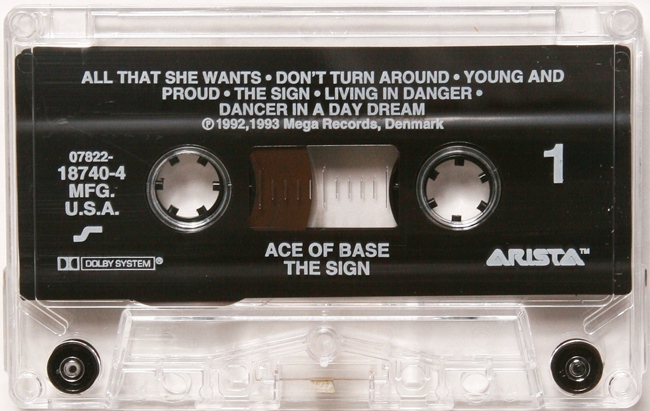 ALL THAT SHE WANTS • DON'T TURN AROUND • YOUNG AND
PROUD • THE SIGN • LIVING IN DANGER •
DANCER IN A DAY DREAM
℗1992,1993 Mega Records, Denmark
07822-
18740-4
MFG.
U.S.A.
1
DOLBY SYSTEM®
ACE OF BASE
THE SIGN
ARISTA™